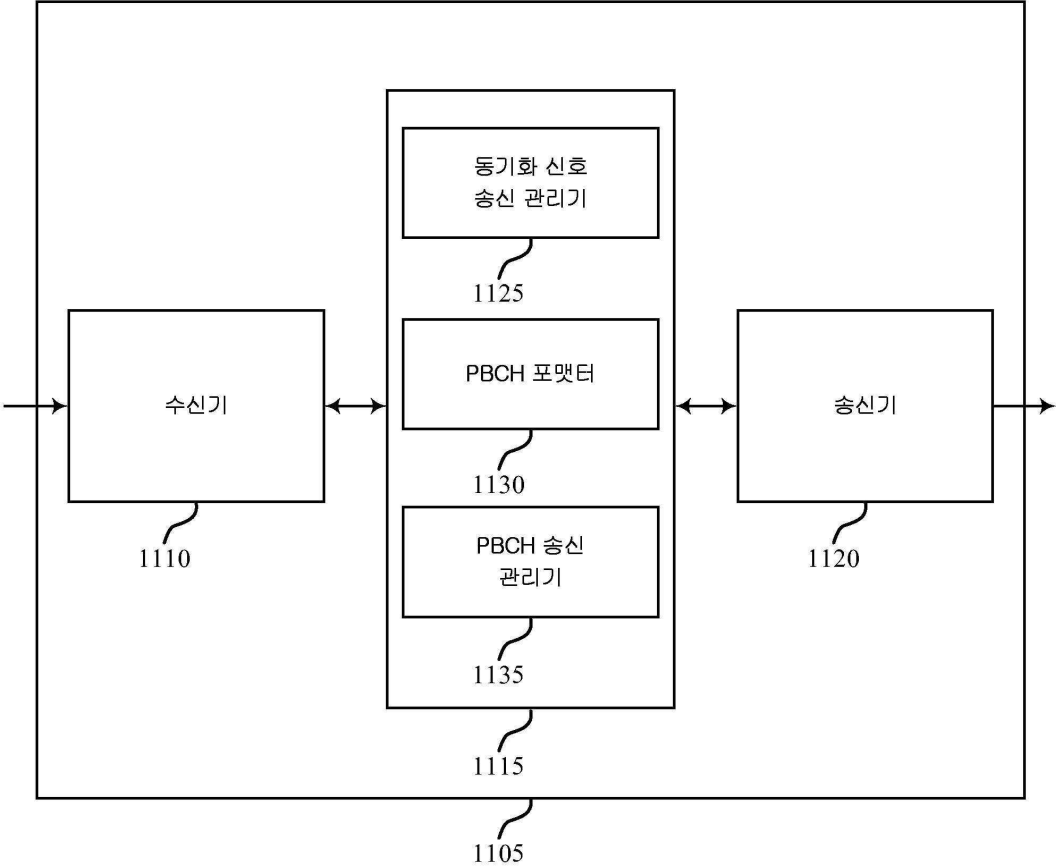 동기화 신호
송신 관리기
1125
수신기
1110
PBCH 포맷터
1130
송신기
1120
PBCH 송신
관리기
1135
1115
1105